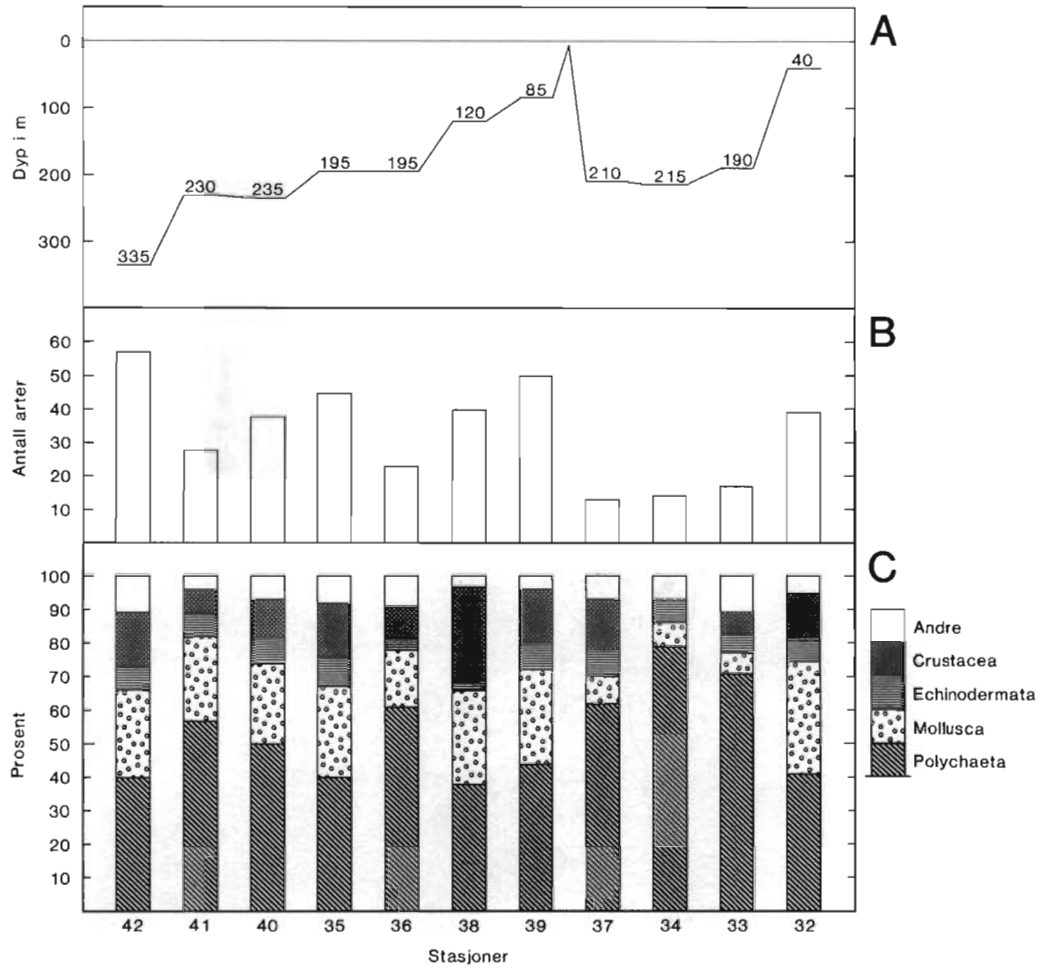 A
0
100
200
300
Dyp i m
335
230
235
195
195
120
85
210
215
190
40
B
60
50
40
30
20
10
Antall arter
C
100
90
80
70
60
50
40
30
20
10
Prosent
Andre
Crustacea
Echinodermata
Mollusca
Polychaeta
42 41 40 35 36 38 39 37 34 33 32
Stasjoner